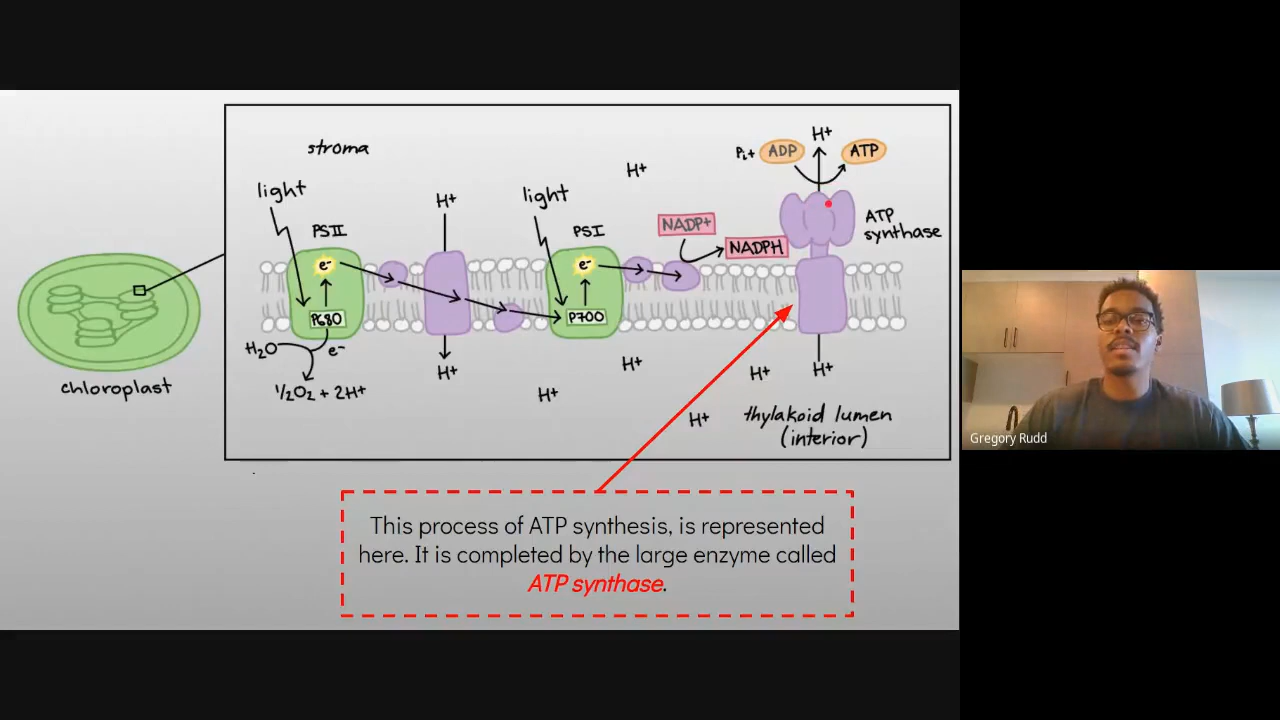 stroma
light
PSII
e-
P680
H₂O
e-
½O₂ + 2H+
chloroplast
H+
H+
light
PSI
e-
P700
H+
H+
H+
NADP+
NADPH
Pi+
ADP
H+
ATP
ATP
synthase
H+
H+
H+
thylakoid lumen
(interior)
This process of ATP synthesis, is represented
here. It is completed by the large enzyme called
ATP synthase.
Gregory Rudd